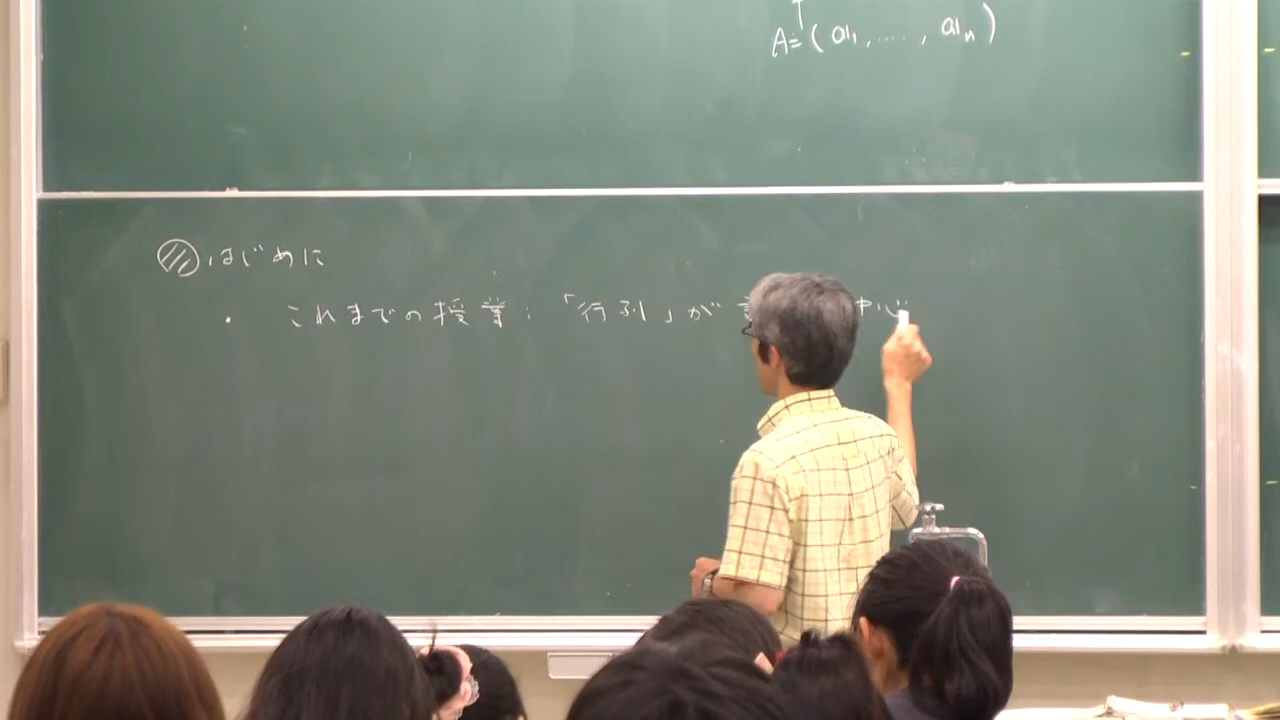 A=(a1,....,an)
はじめに
・ これまでの授業:「行列」が 中心